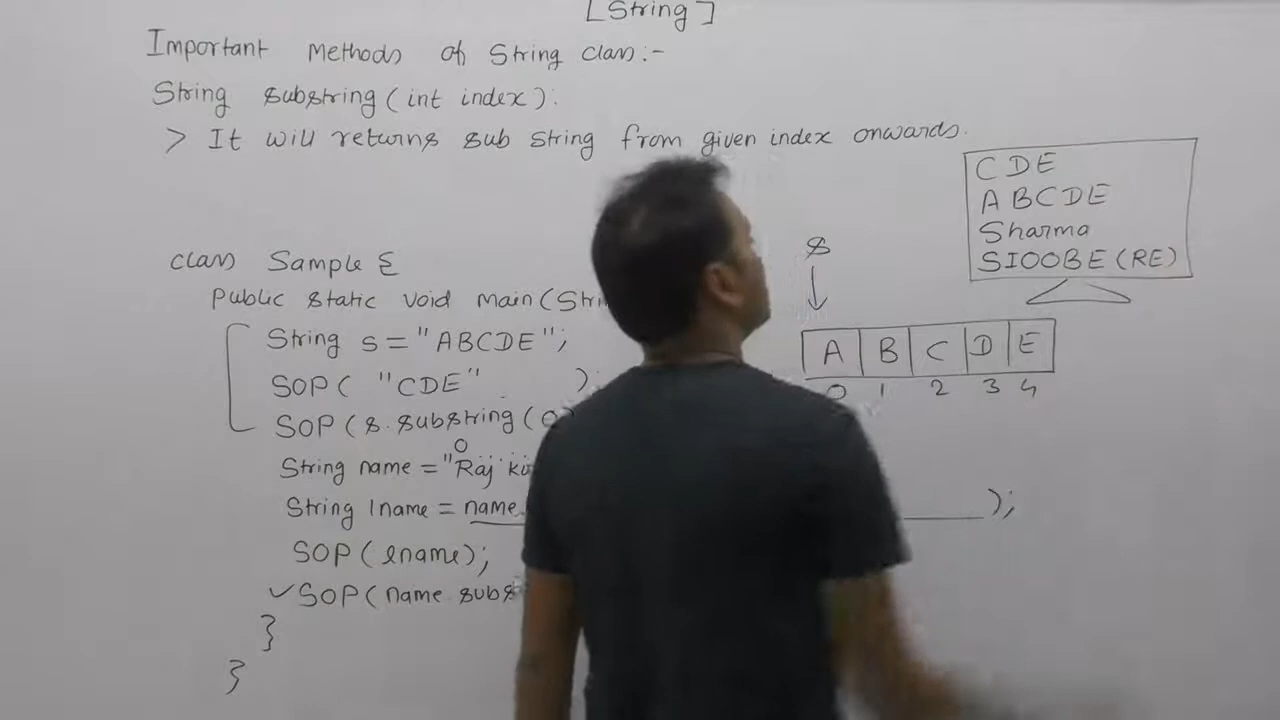 [String]
Important Methods of String class:-
String substring(int index):
> It will returns sub string from given index onwards.
class Sample {
public static void main(Stri
String s="ABCDE";
SOP( "CDE" );
SOP(s.substring(0
0
String name="Raj
String lname = name. );
SOP(lname);
✓SOP(name.subs
}
}
CDE
ABCDE
Sharma
SIOOBE(RE)
s
A B C D E
0 1 2 3 4